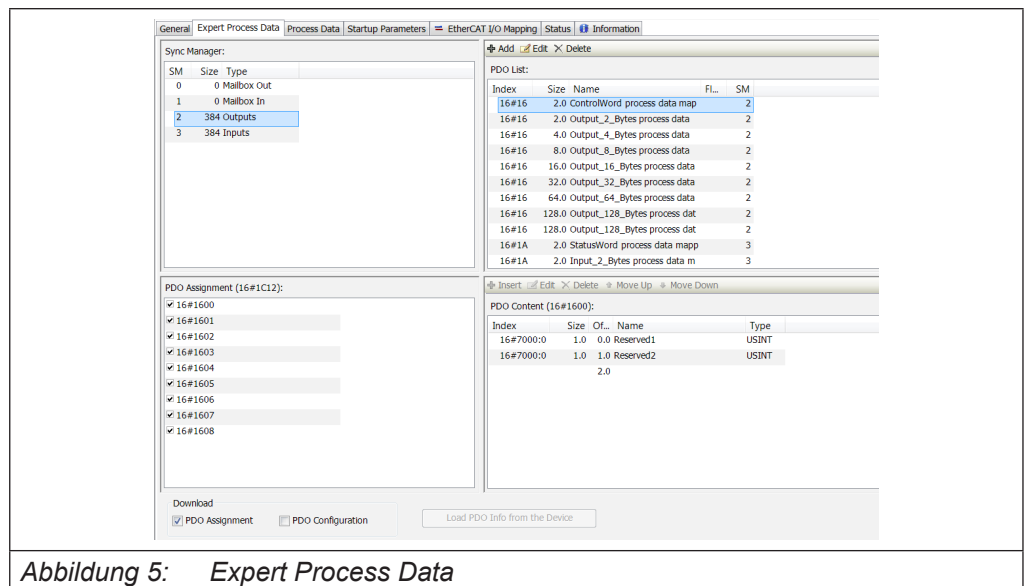 General Expert Process Data Process Data Startup Parameters EtherCAT I/O Mapping Status Information
Sync Manager:
SM Size Type
0 0 Mailbox Out
1 0 Mailbox In
2 384 Outputs
3 384 Inputs
Add Edit Delete
PDO List:
Index Size Name Fl... SM
16#16 2.0 ControlWord process data map 2
16#16 2.0 Output_2_Bytes process data 2
16#16 4.0 Output_4_Bytes process data 2
16#16 8.0 Output_8_Bytes process data 2
16#16 16.0 Output_16_Bytes process data 2
16#16 32.0 Output_32_Bytes process data 2
16#16 64.0 Output_64_Bytes process data 2
16#16 128.0 Output_128_Bytes process dat 2
16#16 128.0 Output_128_Bytes process dat 2
16#1A 2.0 StatusWord process data mapp 3
16#1A 2.0 Input_2_Bytes process data m 3
PDO Assignment (16#1C12):
16#1600
16#1601
16#1602
16#1603
16#1604
16#1605
16#1606
16#1607
16#1608
Insert Edit Delete Move Up Move Down
PDO Content (16#1600):
Index Size Of... Name Type
16#7000:0 1.0 0.0 Reserved1 USINT
16#7000:0 1.0 1.0 Reserved2 USINT
2.0
Download
PDO Assignment PDO Configuration Load PDO Info from the Device
Abbildung 5: Expert Process Data